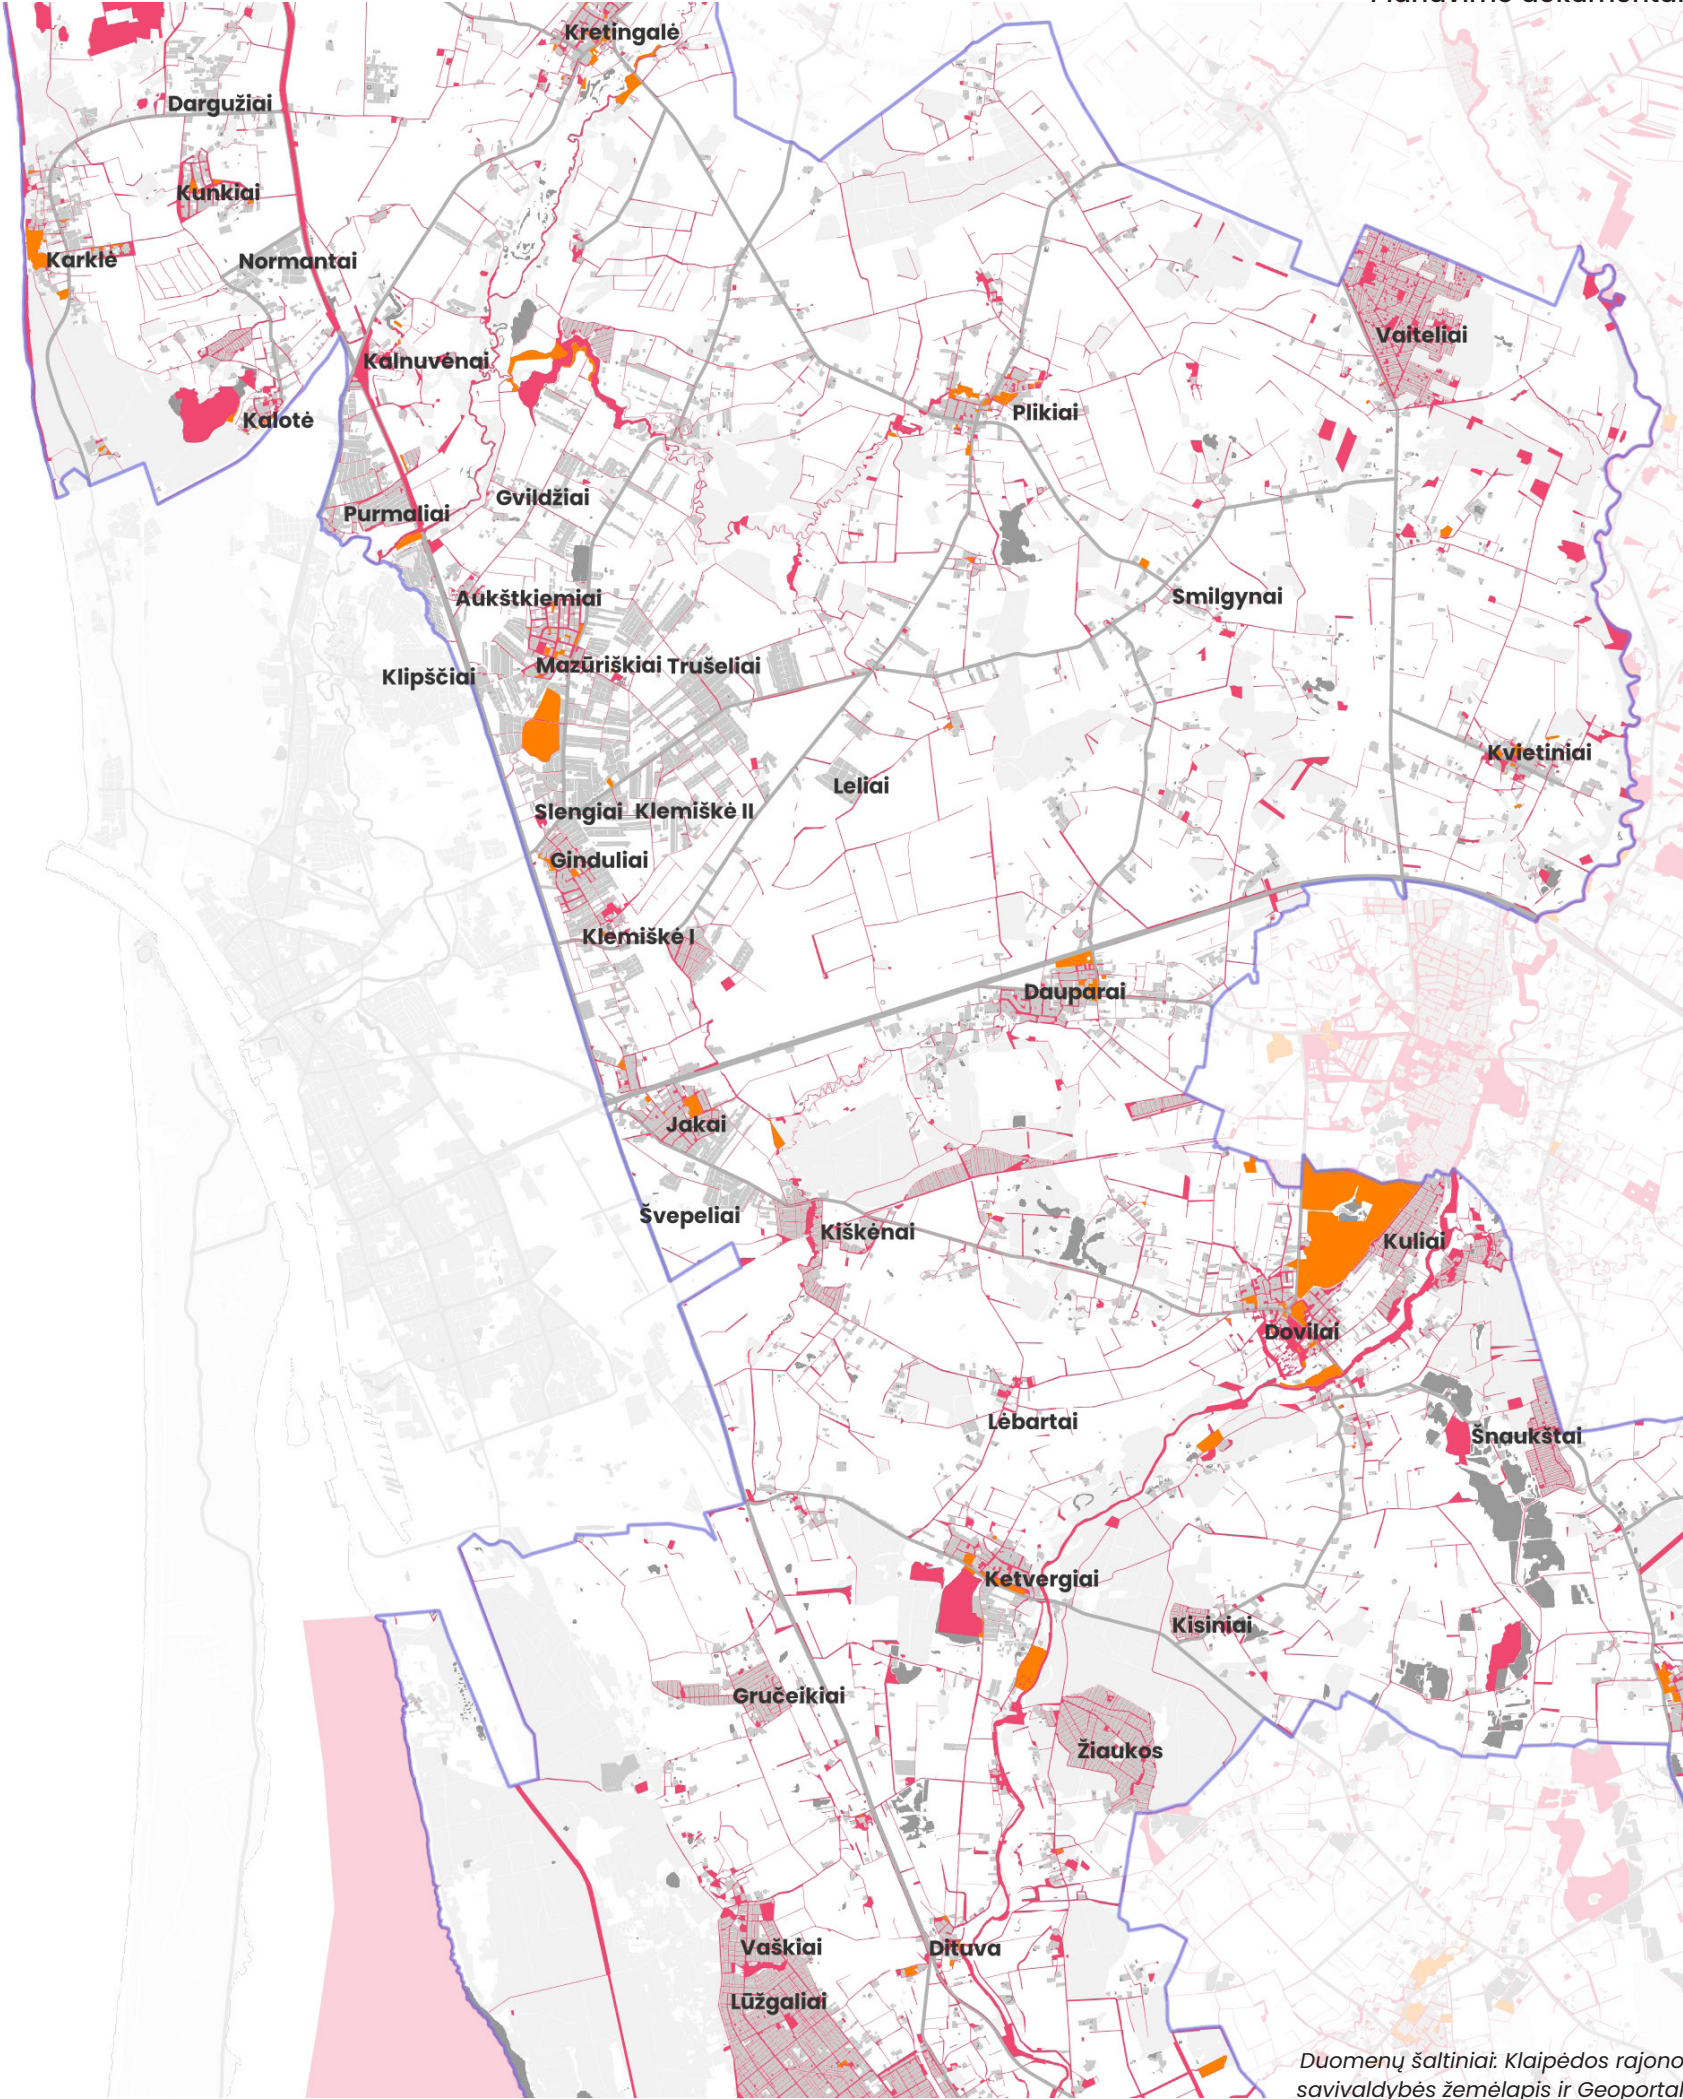 Planavimo dokumentai
Kretingalė
Dargužiai
Kunkiai
Karklė
Normantai
Vaiteliai
Kalnuvėnai
Kalotė
Plikiai
Gvildžiai
Purmaliai
Aukštkiemiai
Smilgynai
Mazūriškiai Trušeliai
Klipščiai
Kvietiniai
Leliai
Slengiai Klemiškė II
Ginduliai
Klemiškė I
Dauparai
Jakai
Švepeliai
Kiškėnai
Kuliai
Dovilai
Lėbartai
Šnaukštai
Ketvergiai
Kisiniai
Gručeikiai
Žiaukos
Vaškiai
Dituva
Lūžgaliai
Duomenų šaltiniai: Klaipėdos rajono
savivaldybės žemėlapis ir Geoportal